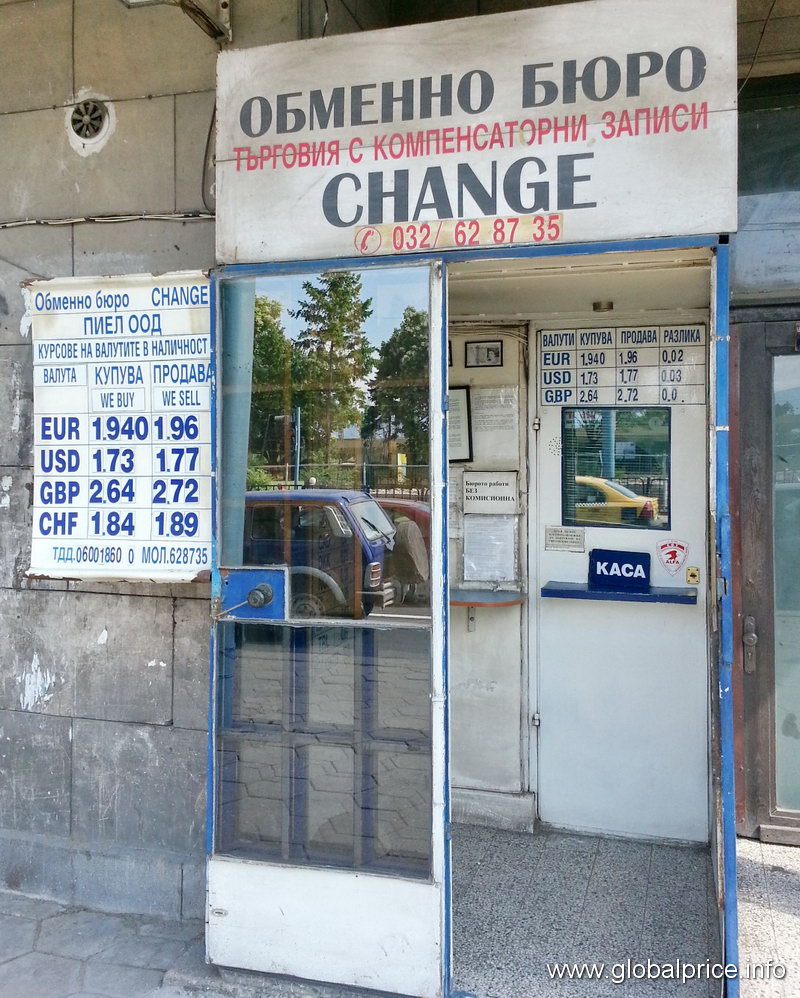 ОБМЕННО БЮРО
ТЪРГОВИЯ С КОМПЕНСАТОРНИ ЗАПИСИ
CHANGE
032/ 62 87 35
Обменно бюро CHANGE
ПИЕЛ ООД
КУРСОВЕ НА ВАЛУТИТЕ В НАЛИЧНОСТ
ВАЛУТА КУПУВА ПРОДАВА
WE BUY WE SELL
EUR 1.940 1.96
USD 1.73 1.77
GBP 2.64 2.72
CHF 1.84 1.89
ТДД.06001860 0 МОЛ.628735
ВАЛУТИ КУПУВА ПРОДАВА РАЗЛИКА
EUR 1.940 1.96 0,02
USD 1.73 1.77 0,03
GBP 2.64 2.72 0,0
Бюрото работи
БЕЗ
КОМИСИОННА
КАСА
ALFA
www.globalprice.info